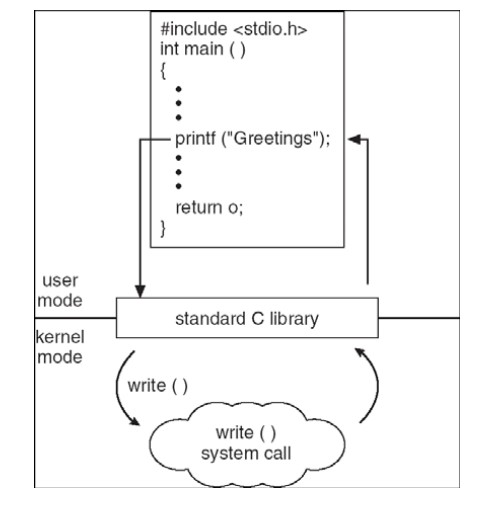 #include <stdio.h>
int main ( )
{
•
•
•
printf ("Greetings");
•
•
•
return o;
}
user
mode
standard C library
kernel
mode
write ( )
write ( )
system call